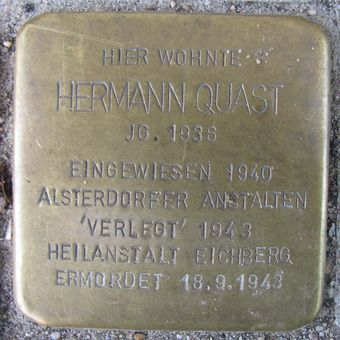 HIER WOHNTE
HERMANN QUAST
JG. 1936
EINGEWIESEN 1940
ALSTERDORFER ANSTALTEN
'VERLEGT' 1943
HEILANSTALT EICHBERG
ERMORDET 18.9.1943